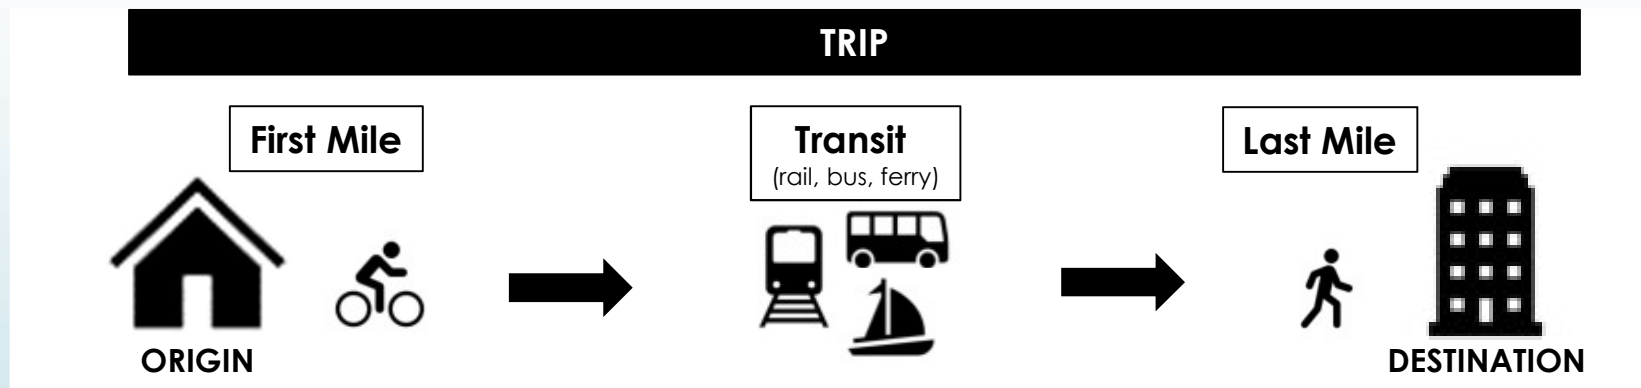 TRIP
First Mile
Transit
(rail, bus, ferry)
Last Mile
ORIGIN
DESTINATION